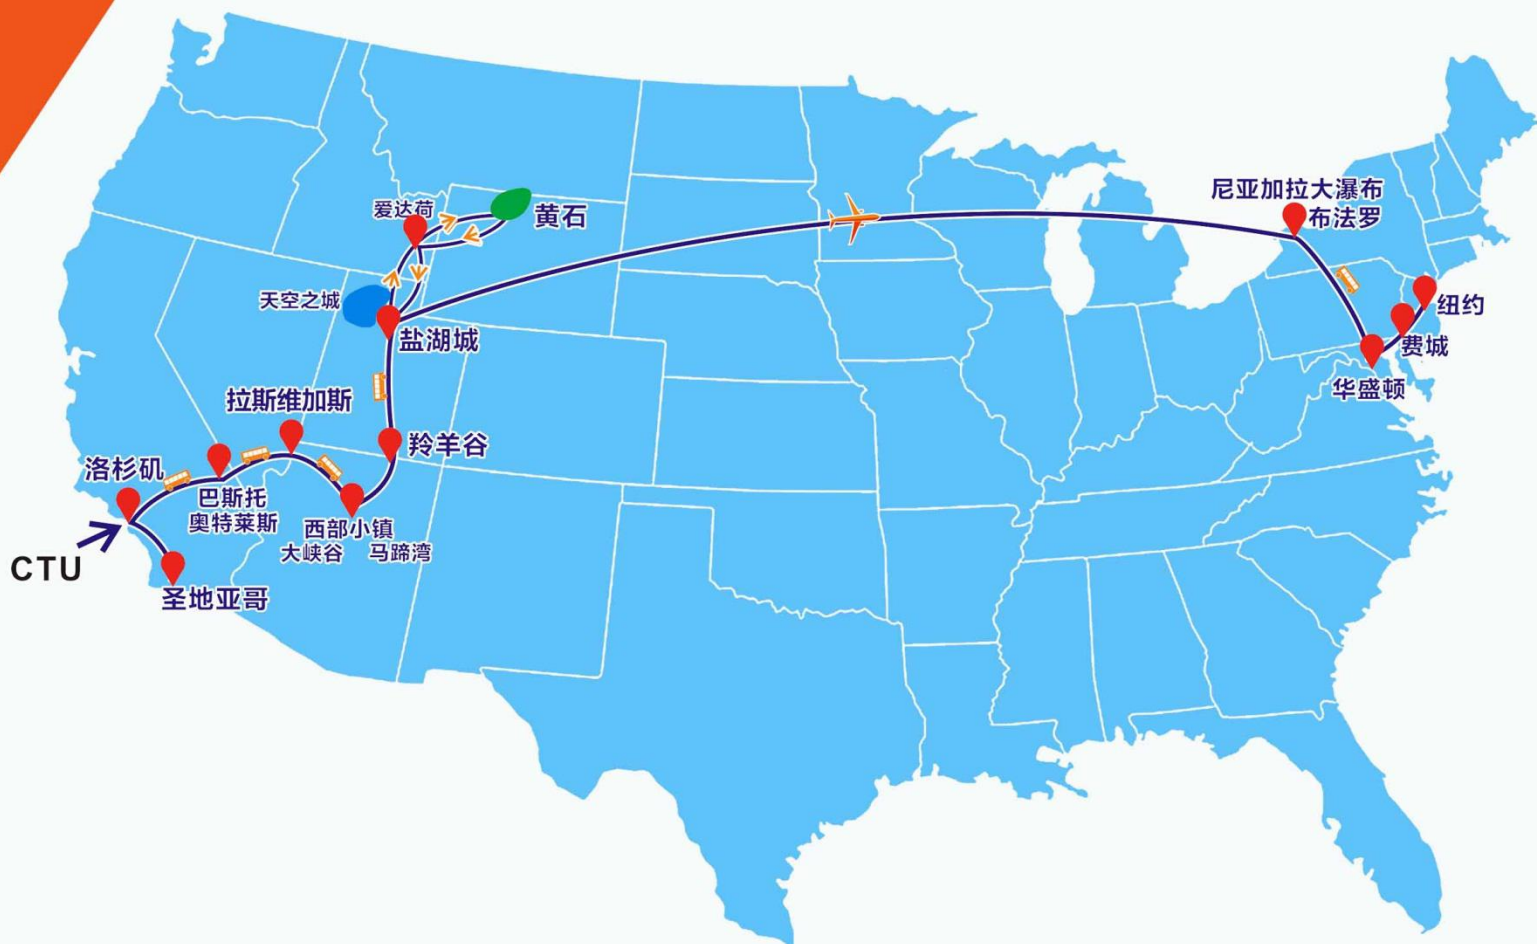 尼亚加拉大瀑布
布法罗
爱达荷
黄石
天空之城
纽约
盐湖城
费城
华盛顿
拉斯维加斯
羚羊谷
洛杉矶
巴斯托
奥特莱斯
西部小镇
大峡谷 马蹄湾
CTU
圣地亚哥